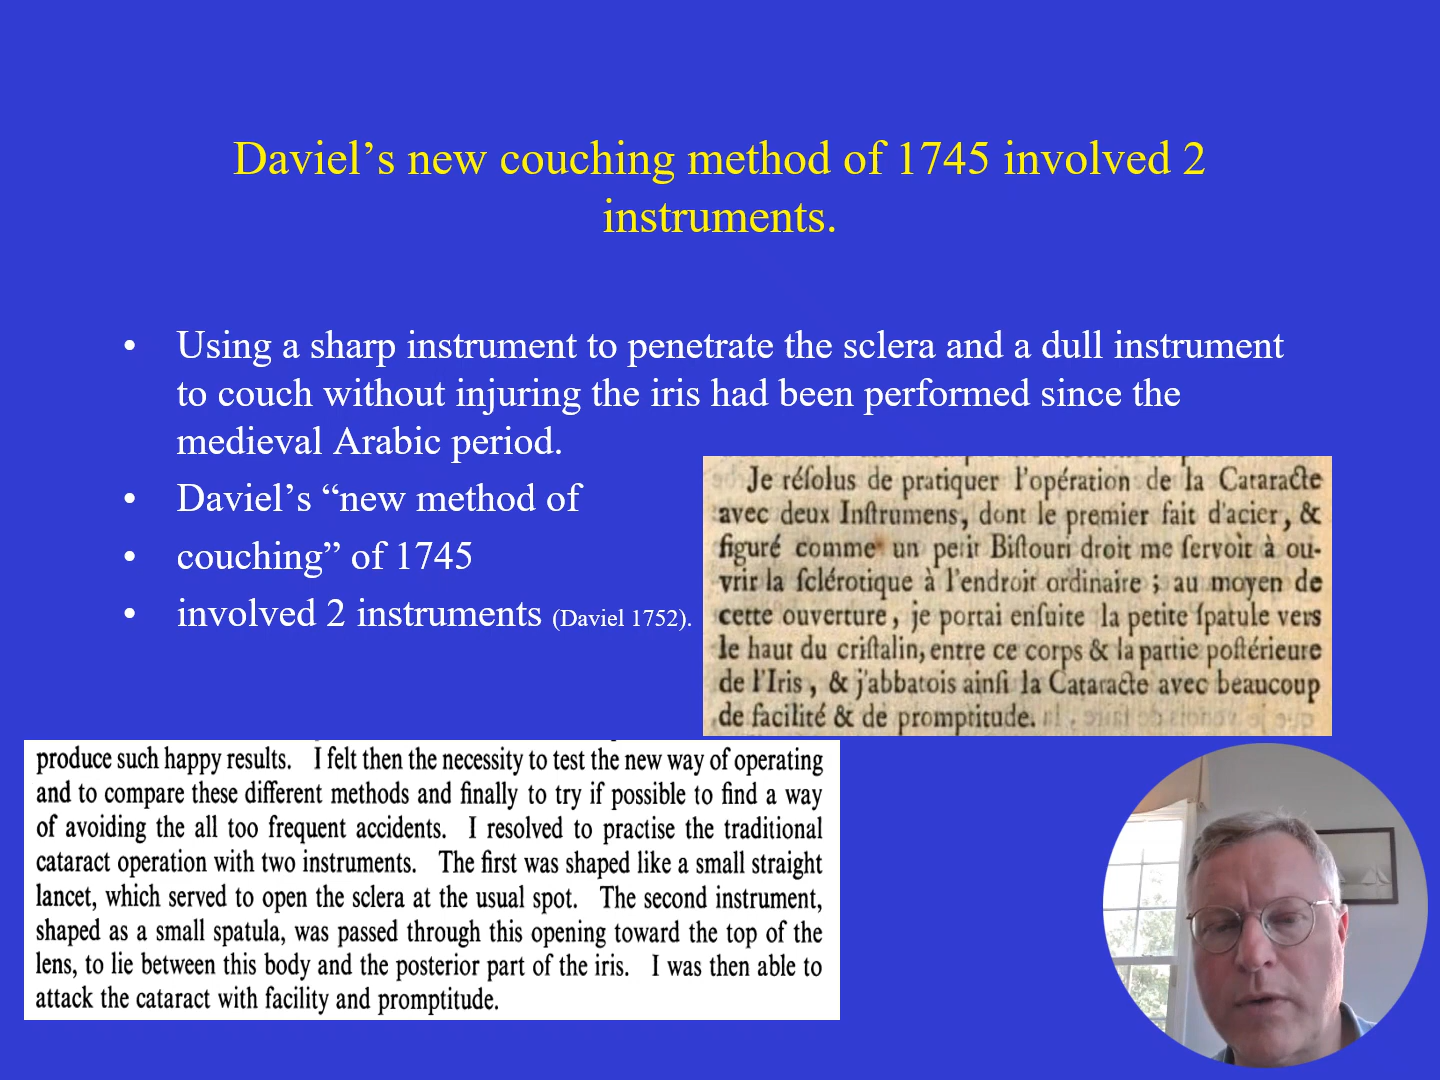 Daviel’s new couching method of 1745 involved 2
instruments.
• Using a sharp instrument to penetrate the sclera and a dull instrument
to couch without injuring the iris had been performed since the
medieval Arabic period.
• Daviel’s “new method of
• couching” of 1745
• involved 2 instruments (Daviel 1752).
Je réſolus de pratiquer l'opération de la Cataracte
avec deux Inſtrumens, dont le premier fait d'acier, &
figuré comme un petit Biſtouri droit me ſervoit à ou-
vrir la ſclérotique à l'endroit ordinaire ; au moyen de
cette ouverture, je portai enſuite la petite ſpatule vers
le haut du criſtalin, entre ce corps & la partie poſtérieure
de l'Iris, & j'abbatois ainſi la Cataracte avec beaucoup
de facilité & de promptitude.
produce such happy results. I felt then the necessity to test the new way of operating
and to compare these different methods and finally to try if possible to find a way
of avoiding the all too frequent accidents. I resolved to practise the traditional
cataract operation with two instruments. The first was shaped like a small straight
lancet, which served to open the sclera at the usual spot. The second instrument,
shaped as a small spatula, was passed through this opening toward the top of the
lens, to lie between this body and the posterior part of the iris. I was then able to
attack the cataract with facility and promptitude.